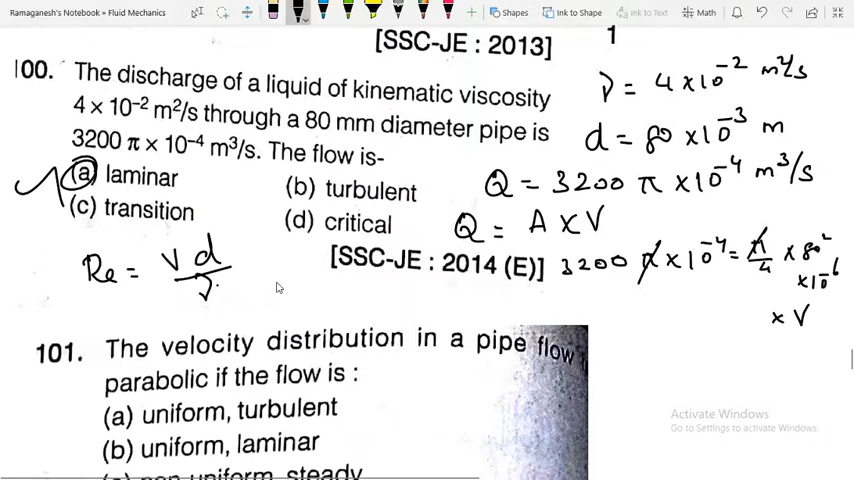 Ramaganesh's Notebook » Fluid Mechanics
Shapes
Ink to Shape
Ink to Text
Math
[SSC-JE : 2013]
1
100. The discharge of a liquid of kinematic viscosity
4 × 10⁻² m²/s through a 80 mm diameter pipe is
3200 π × 10⁻⁴ m³/s. The flow is-
(a) laminar
(b) turbulent
(c) transition
(d) critical
[SSC-JE : 2014 (E)]
ν = 4 × 10⁻² m²/s
d = 80 × 10⁻³ m
Q = 3200 π × 10⁻⁴ m³/s
Q = A × V
3200 π × 10⁻⁴ = π/4 × 80²
× 10⁻⁶
× V
Re = Vd/ν
101. The velocity distribution in a pipe flow
parabolic if the flow is :
(a) uniform, turbulent
(b) uniform, laminar
(c) non uniform, steady
Activate Windows
Go to Settings to activate Windows.